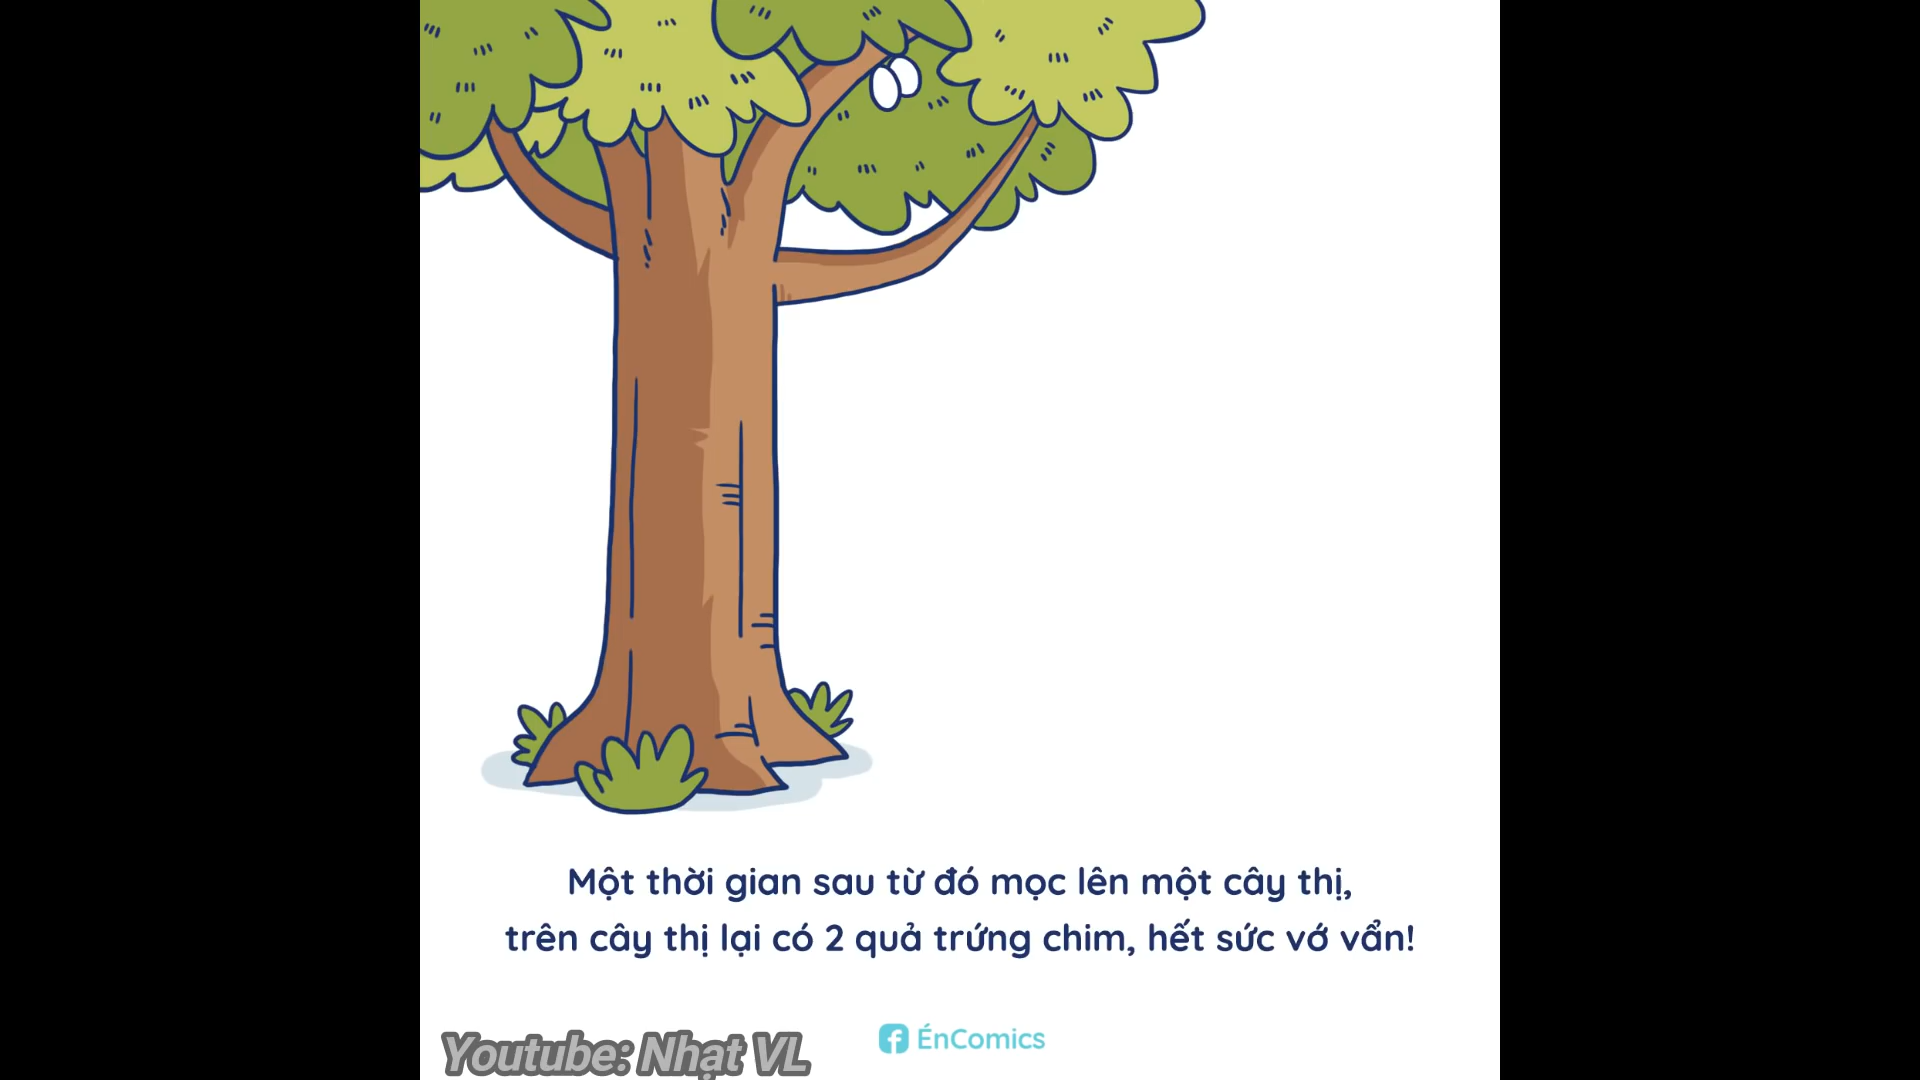 Một thời gian sau từ đó mọc lên một cây thị,
trên cây thị lại có 2 quả trứng chim, hết sức vớ vẩn!
ÉnComics
Youtube: Nhạt VL